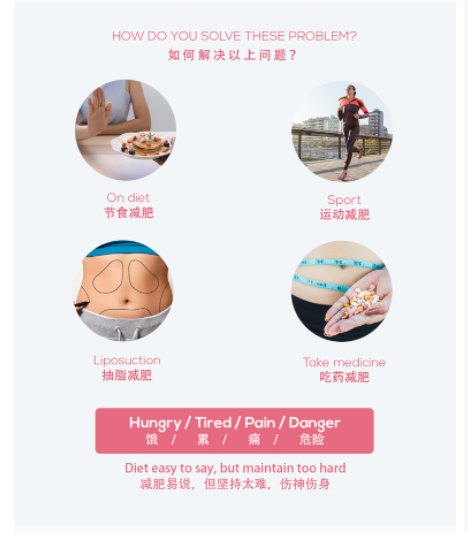 HOW DO YOU SOLVE THESE PROBLEM?
如何解决以上问题？
On diet
节食减肥
Sport
运动减肥
Liposuction
抽脂减肥
Take medicine
吃药减肥
Hungry / Tired / Pain / Danger
饿 / 累 / 痛 / 危险
Diet easy to say, but maintain too hard
减肥易说，但坚持太难，伤神伤身